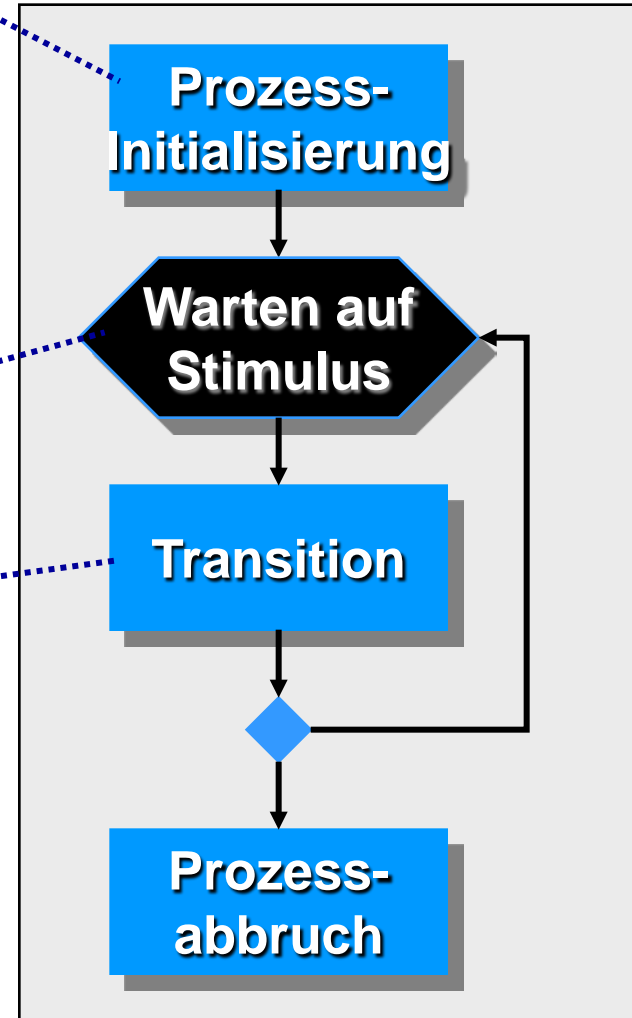 Prozess-
Initialisierung
Warten auf
Stimulus
Transition
Prozess-
abbruch